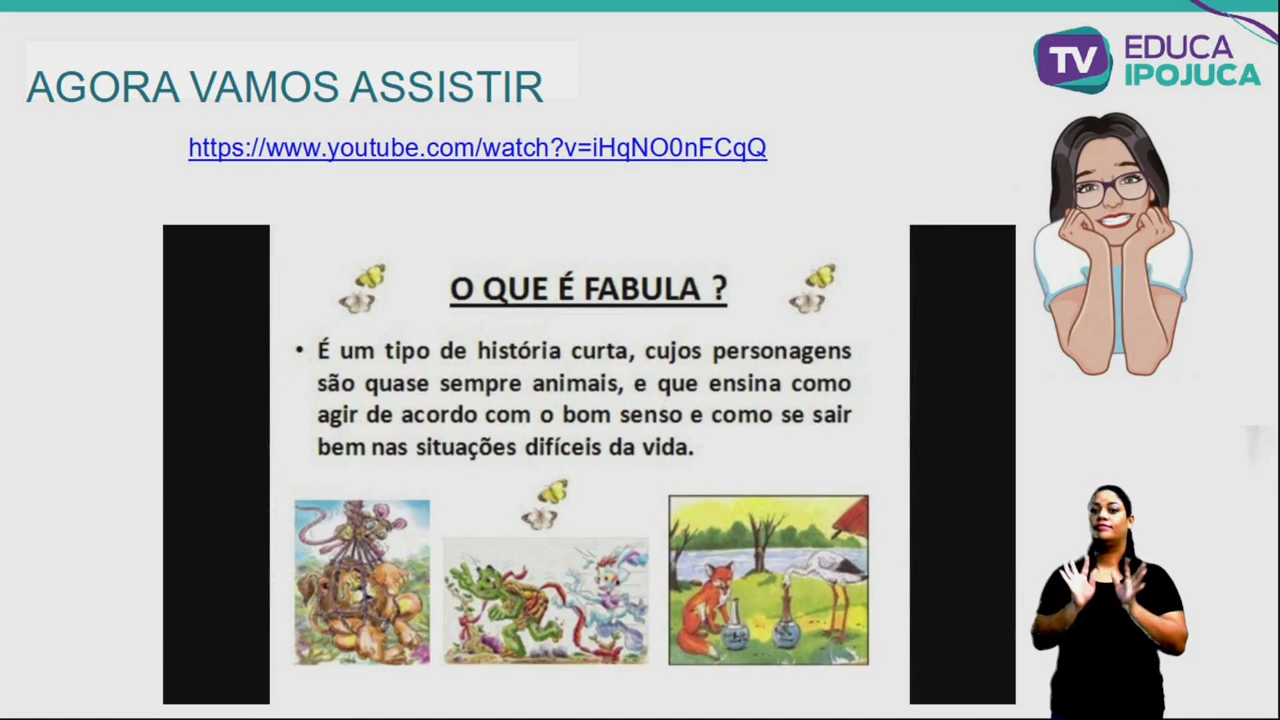 AGORA VAMOS ASSISTIR
TV EDUCA
IPOJUCA
https://www.youtube.com/watch?v=iHqNO0nFCqQ
O QUE É FABULA ?
• É um tipo de história curta, cujos personagens
são quase sempre animais, e que ensina como
agir de acordo com o bom senso e como se sair
bem nas situações difíceis da vida.